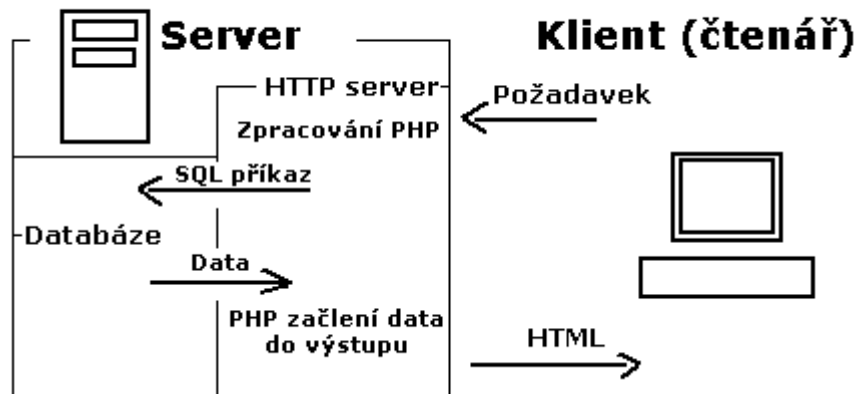 Server
Klient (čtenář)
HTTP server
Požadavek
Zpracování PHP
SQL příkaz
Databáze
Data
PHP začlení data
do výstupu
HTML